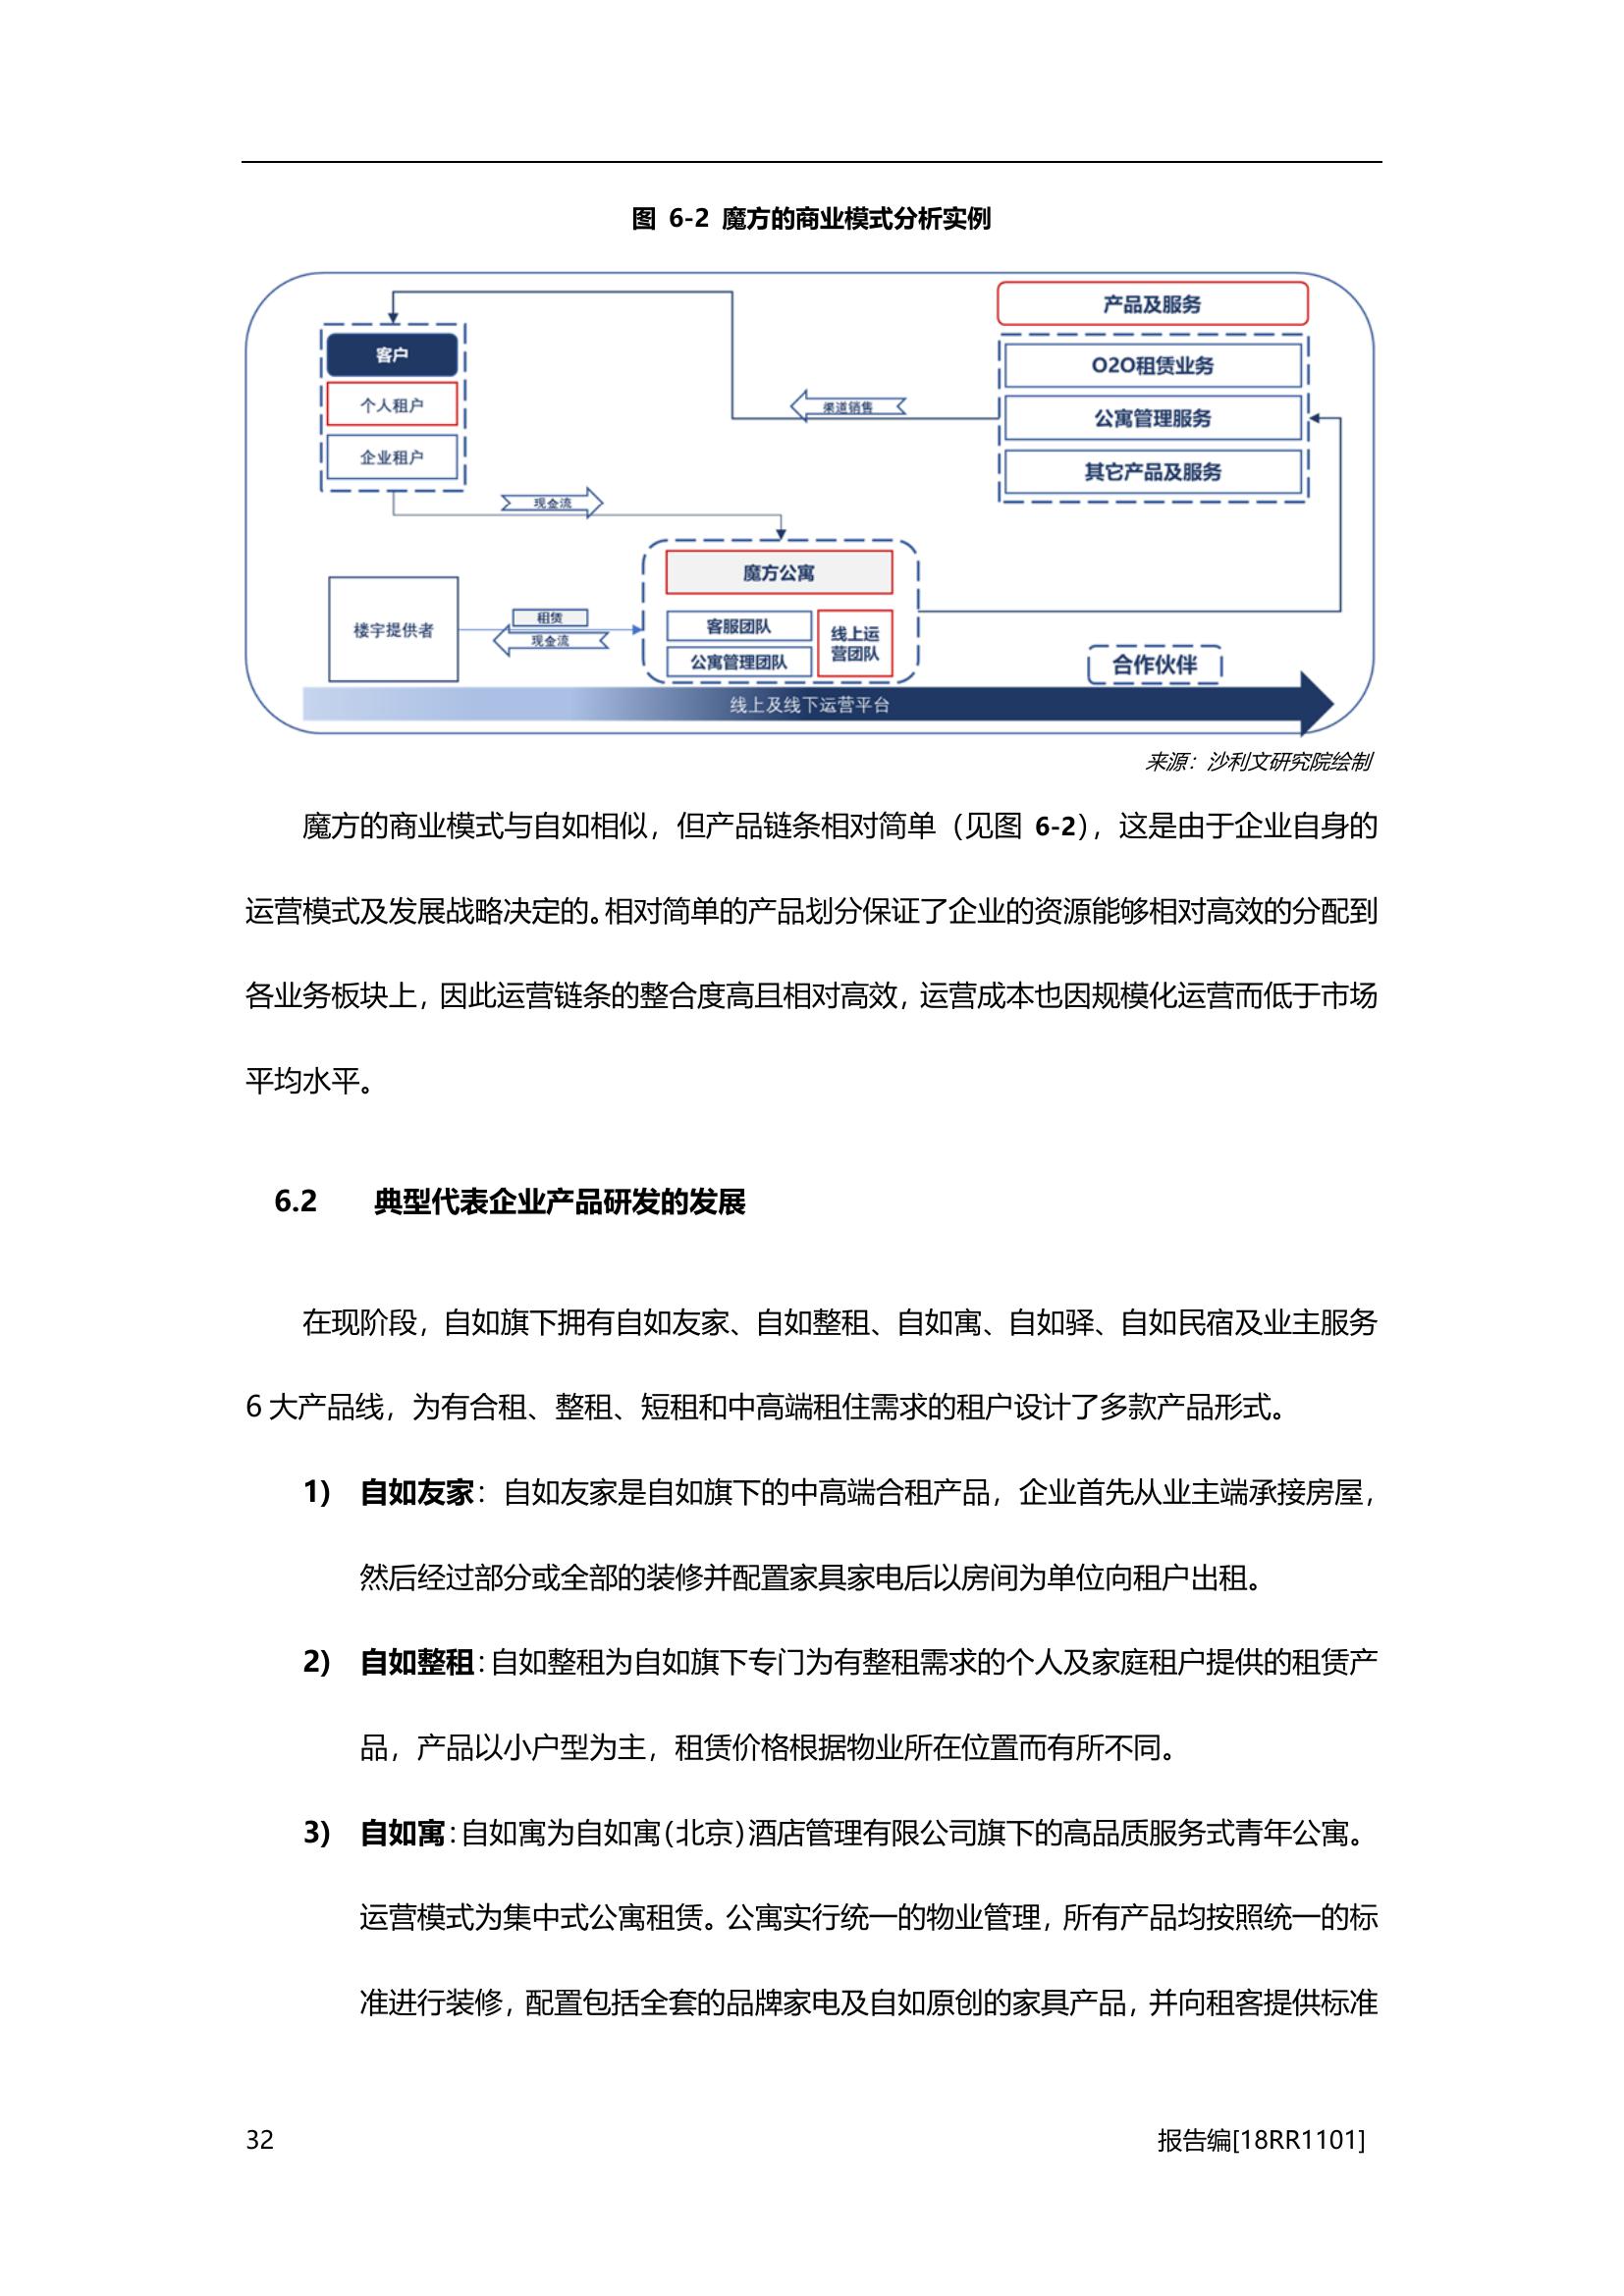 图 6-2 魔方的商业模式分析实例
产品及服务
客户
O2O租赁业务
个人租户
渠道销售
公寓管理服务
企业租户
其它产品及服务
现金流
魔方公寓
楼宇提供者
租赁
现金流
客服团队
公寓管理团队
线上运
营团队
合作伙伴
线上及线下运营平台
来源：沙利文研究院绘制
魔方的商业模式与自如相似，但产品链条相对简单（见图 6-2），这是由于企业自身的
运营模式及发展战略决定的。相对简单的产品划分保证了企业的资源能够相对高效的分配到
各业务板块上，因此运营链条的整合度高且相对高效，运营成本也因规模化运营而低于市场
平均水平。
6.2 典型代表企业产品研发的发展
在现阶段，自如旗下拥有自如友家、自如整租、自如寓、自如驿、自如民宿及业主服务
6 大产品线，为有合租、整租、短租和中高端租住需求的租户设计了多款产品形式。
1) 自如友家：自如友家是自如旗下的中高端合租产品，企业首先从业主端承接房屋，
然后经过部分或全部的装修并配置家具家电后以房间为单位向租户出租。
2) 自如整租：自如整租为自如旗下专门为有整租需求的个人及家庭租户提供的租赁产
品，产品以小户型为主，租赁价格根据物业所在位置而有所不同。
3) 自如寓：自如寓为自如寓（北京）酒店管理有限公司旗下的高品质服务式青年公寓。
运营模式为集中式公寓租赁。公寓实行统一的物业管理，所有产品均按照统一的标
准进行装修，配置包括全套的品牌家电及自如原创的家具产品，并向租客提供标准
32
报告编[18RR1101]